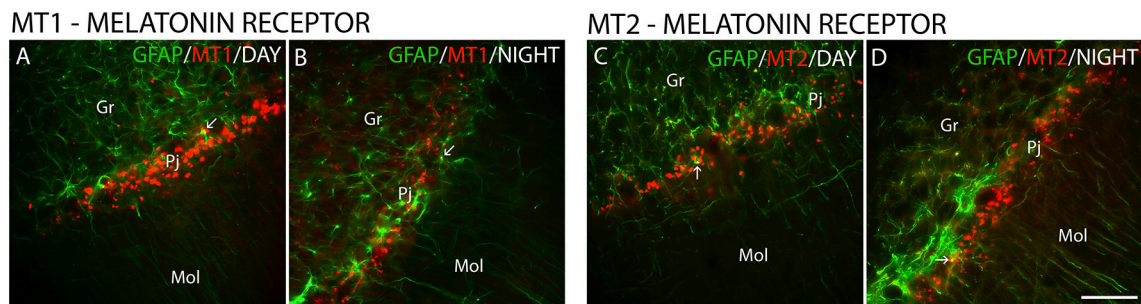 MT1 - MELATONIN RECEPTOR
A GFAP/MT1/DAY
Gr
Pj
Mol
B GFAP/MT1/NIGHT
Gr
Pj
Mol
MT2 - MELATONIN RECEPTOR
C GFAP/MT2/DAY
Gr
Pj
Mol
D GFAP/MT2/NIGHT
Gr
Pj
Mol